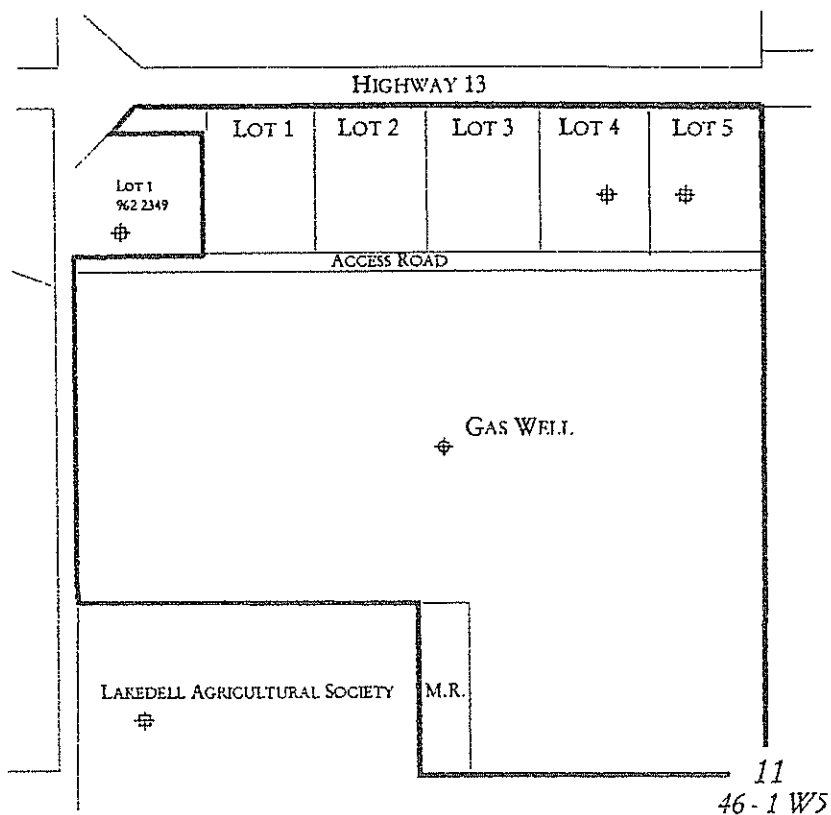 HIGHWAY 13
LOT 1 LOT 2 LOT 3 LOT 4 LOT 5
LOT 1
962 2349
ACCESS ROAD
GAS WELL
LAKEDELL AGRICULTURAL SOCIETY M.R.
11
46 - 1 W5